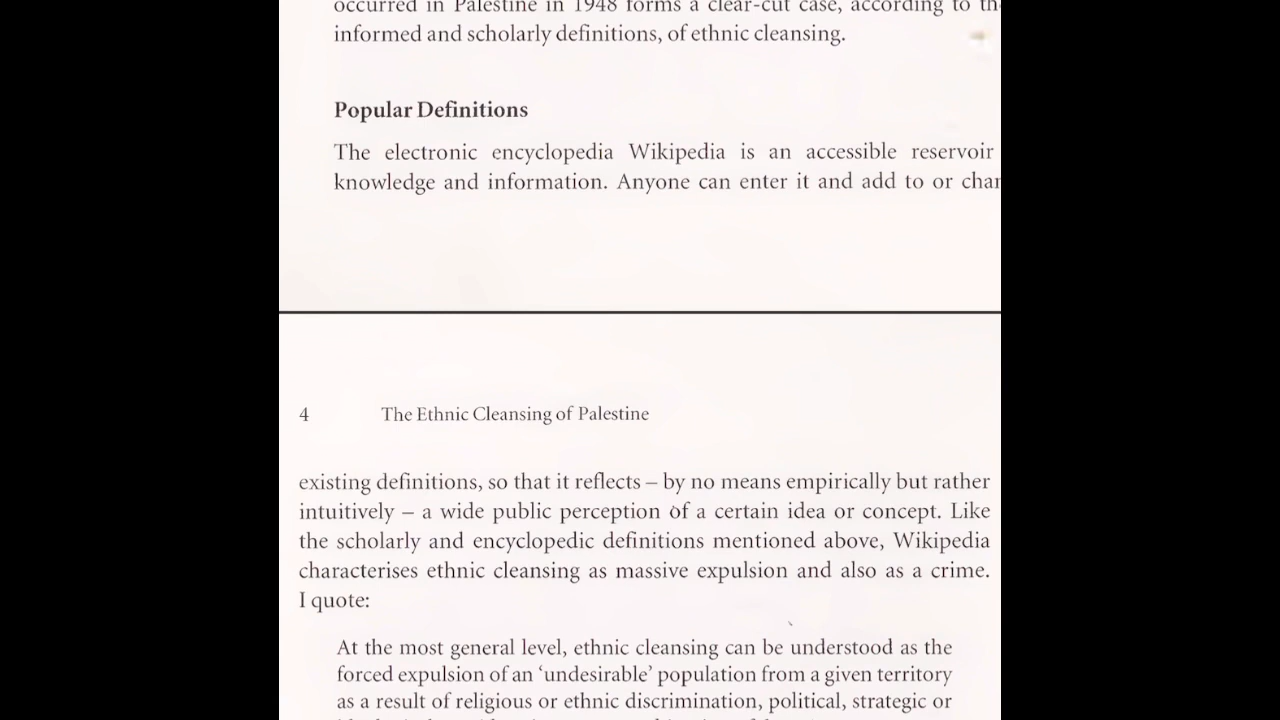 occurred in Palestine in 1948 forms a clear-cut case, according to th
informed and scholarly definitions, of ethnic cleansing.
Popular Definitions
The electronic encyclopedia Wikipedia is an accessible reservoir
knowledge and information. Anyone can enter it and add to or char
4 The Ethnic Cleansing of Palestine
existing definitions, so that it reflects – by no means empirically but rather
intuitively – a wide public perception of a certain idea or concept. Like
the scholarly and encyclopedic definitions mentioned above, Wikipedia
characterises ethnic cleansing as massive expulsion and also as a crime.
I quote:
At the most general level, ethnic cleansing can be understood as the
forced expulsion of an ‘undesirable’ population from a given territory
as a result of religious or ethnic discrimination, political, strategic or